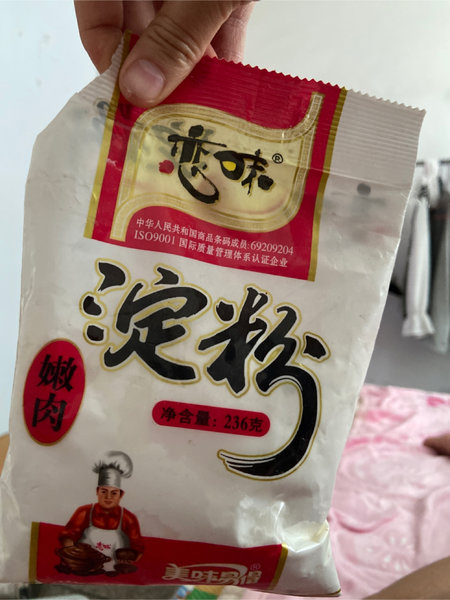 恋味®
中华人民共和国商品条码成员:69209204
ISO9001 国际质量管理体系认证企业
淀粉
嫩肉
净含量: 236克
恋味